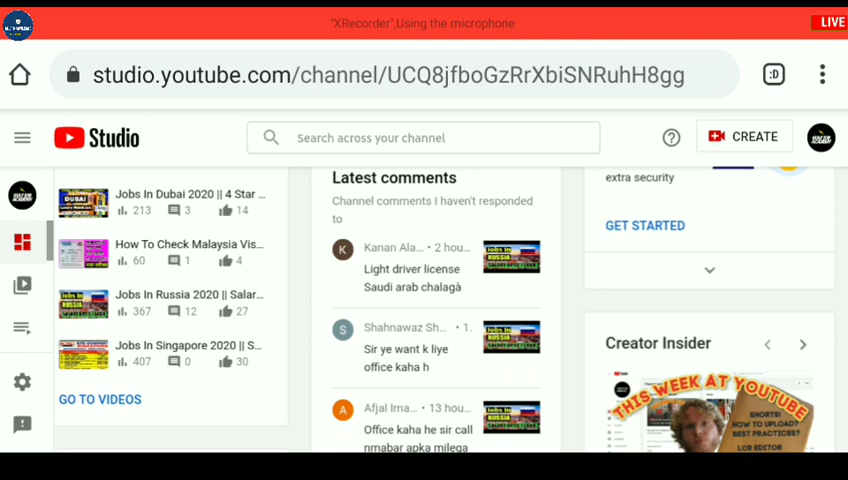 "XRecorder",Using the microphone
LIVE
studio.youtube.com/channel/UCQ8jfboGzRrXbiSNRuhH8gg
:D
Studio
Search across your channel
CREATE
Jobs In Dubai 2020 || 4 Star ...
213 3 14
How To Check Malaysia Vis...
60 1 4
Jobs In Russia 2020 || Salar...
367 12 27
Jobs In Singapore 2020 || S...
407 0 30
GO TO VIDEOS
Latest comments
Channel comments I haven't responded
to
K
Kanan Ala... • 2 hou...
Light driver license
Saudi arab chalagà
S
Shahnawaz Sh... • 1.
Sir ye want k liye
office kaha h
A
Afjal Ima... • 13 hou...
Office kaha he sir call
nmabar apka milega
extra security
GET STARTED
Creator Insider
THIS WEEK AT YOUTUBE
SHORTS!
HOW TO UPLOAD?
BEST PRACTICES?
LCR EDITOR